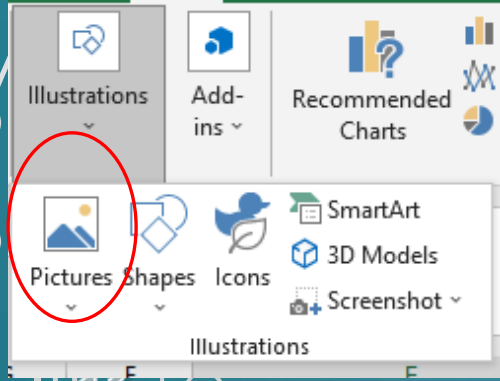 Illustrations
Add-
ins
Recommended
Charts
Pictures
Shapes
Icons
SmartArt
3D Models
Screenshot
Illustrations
F